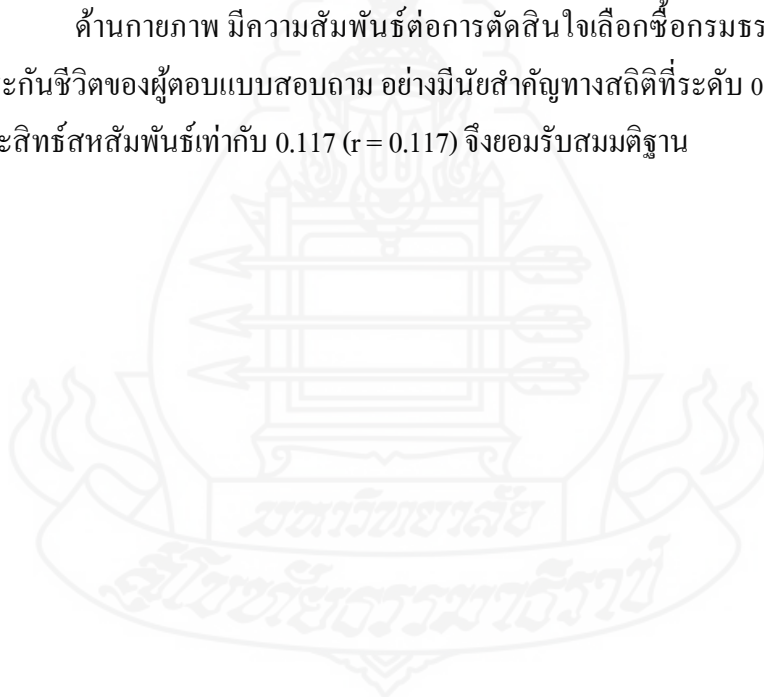 ด้านกายภาพ มีความสัมพันธ์ต่อการตัดสินใจเลือกซื้อกรมธร
ะกันชีวิตของผู้ตอบแบบสอบถาม อย่างมีนัยสำคัญทางสถิติที่ระดับ 0
ะสิทธ์สหสัมพันธ์เท่ากับ 0.117 (r = 0.117) จึงยอมรับสมมติฐาน
มหาวิทยาลัย
สุโขทัยธรรมาธิราช